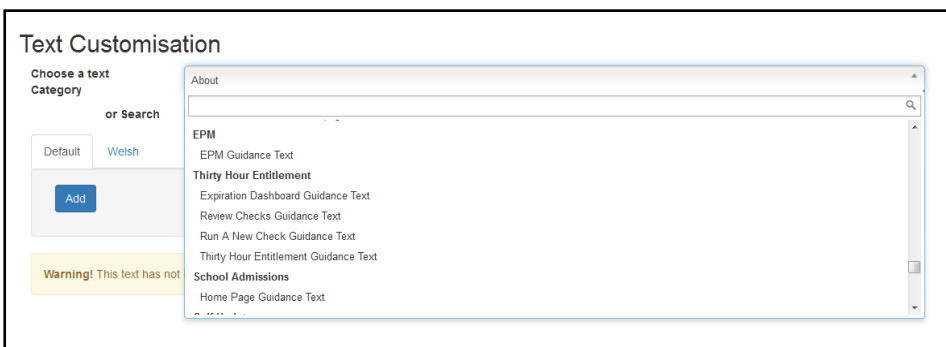 Text Customisation
Choose a text
Category
About
or Search
EPM
EPM Guidance Text
Thirty Hour Entitlement
Expiration Dashboard Guidance Text
Review Checks Guidance Text
Run A New Check Guidance Text
Thirty Hour Entitlement Guidance Text
School Admissions
Home Page Guidance Text
Default Welsh
Add
Warning! This text has not